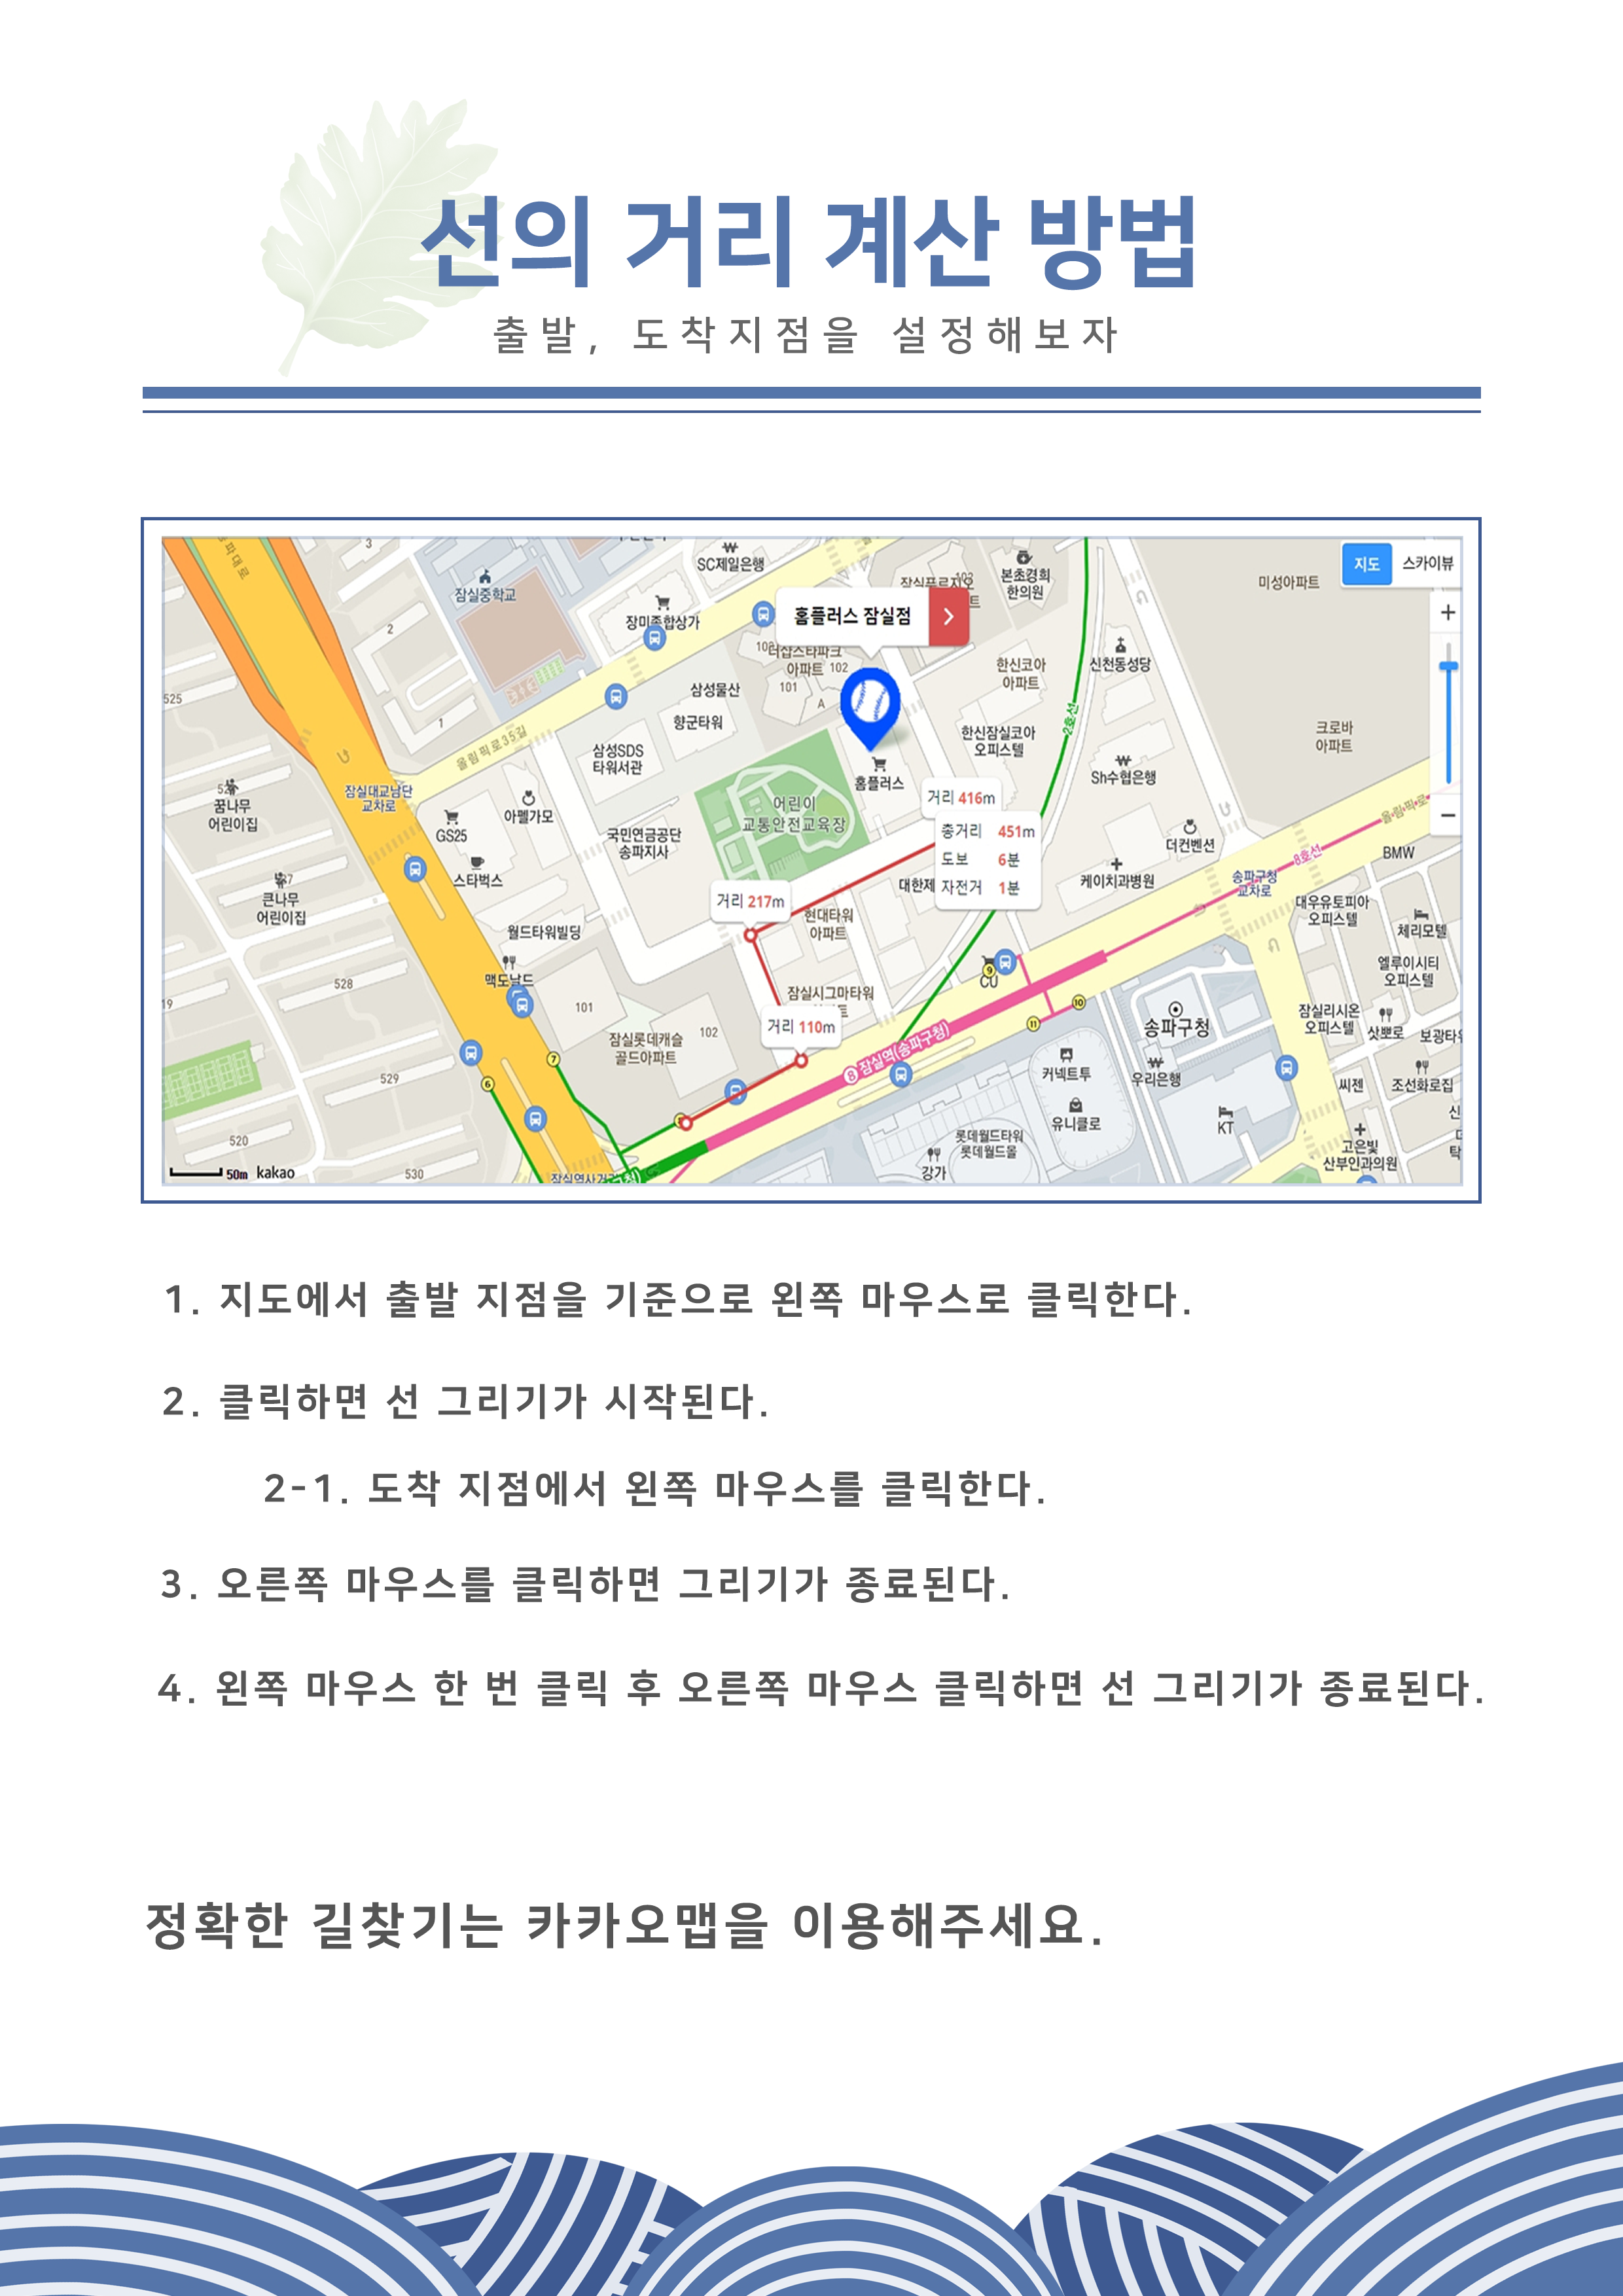 선의 거리 계산 방법
출발, 도착지점을 설정해보자
3
SC제일은행
본초경희
한의원
미성아파트
지도
스카이뷰
잠실중학교
장미종합상가
홈플러스 잠실점
2
525
삼성물산
아파트 102
101
A
한신코아
아파트
신천동성당
1
향군타워
올림픽로35길
삼성SDS
타워서관
한신잠실코아
오피스텔
2호선
크로바
아파트
잠실대교남단
교차로
홈플러스
Sh수협은행
꿈나무
어린이집
GS25
아펠가모
어린이
교통안전교육장
거리 416m
총거리 451m
도보 6분
자전거 1분
국민연금공단
송파지사
더컨벤션
올림픽로
8호선
BMW
스타벅스
대한제
케이치과병원
송파구청
교차로
큰나무
어린이집
거리 217m
현대타워
아파트
대우유토피아
오피스텔
체리모텔
월드타워빌딩
맥도날드
528
101
잠실시그마타워
9
CU
10
11
엘루이시티
오피스텔
송파구청
잠실리시온
오피스텔
삿뽀로
보광타워
거리 110m
잠실롯데캐슬
골드아파트
102
7
6
529
8 잠실역(송파구청)
커넥트투
우리은행
씨젠
조선화로집
유니클로
KT
520
롯데월드타워
롯데월드몰
강가
고은빛
산부인과의원
50m kakao
530
1. 지도에서 출발 지점을 기준으로 왼쪽 마우스로 클릭한다.
2. 클릭하면 선 그리기가 시작된다.
2-1. 도착 지점에서 왼쪽 마우스를 클릭한다.
3. 오른쪽 마우스를 클릭하면 그리기가 종료된다.
4. 왼쪽 마우스 한 번 클릭 후 오른쪽 마우스 클릭하면 선 그리기가 종료된다.
정확한 길찾기는 카카오맵을 이용해주세요.